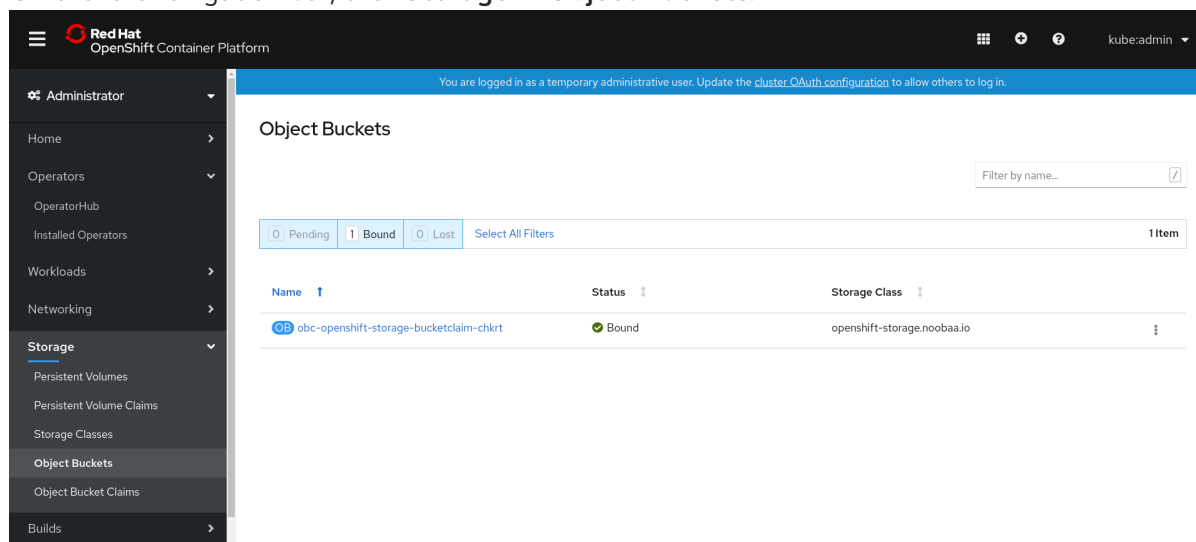 Red Hat
OpenShift Container Platform
kube:admin
You are logged in as a temporary administrative user. Update the cluster OAuth configuration to allow others to log in.
Administrator
Home
Operators
OperatorHub
Installed Operators
Workloads
Networking
Storage
Persistent Volumes
Persistent Volume Claims
Storage Classes
Object Buckets
Object Bucket Claims
Builds
Object Buckets
Filter by name...
/
0 Pending 1 Bound 0 Lost Select All Filters 1 Item
Name Status Storage Class
OB obc-openshift-storage-bucketclaim-chkrt Bound openshift-storage.noobaa.io